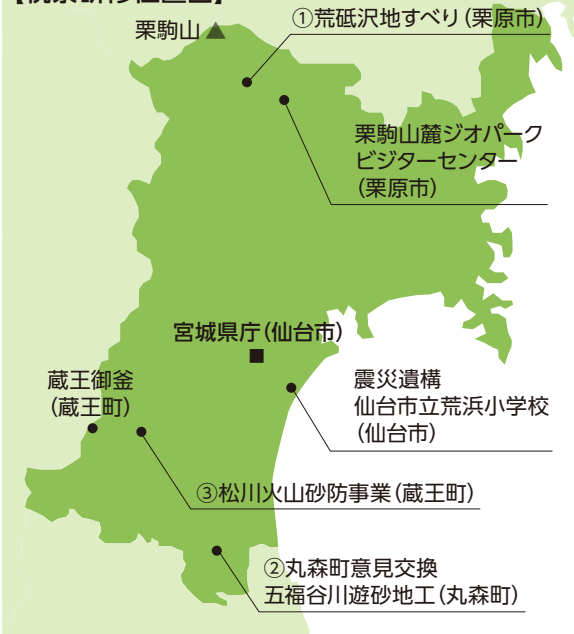 ①荒砥沢地すべり(栗原市)
栗駒山▲
栗駒山麓ジオパーク
ビジターセンター
(栗原市)
宮城県庁(仙台市)
蔵王御釜
(蔵王町)
震災遺構
仙台市立荒浜小学校
(仙台市)
③松川火山砂防事業(蔵王町)
②丸森町意見交換
五福谷川遊砂地工(丸森町)